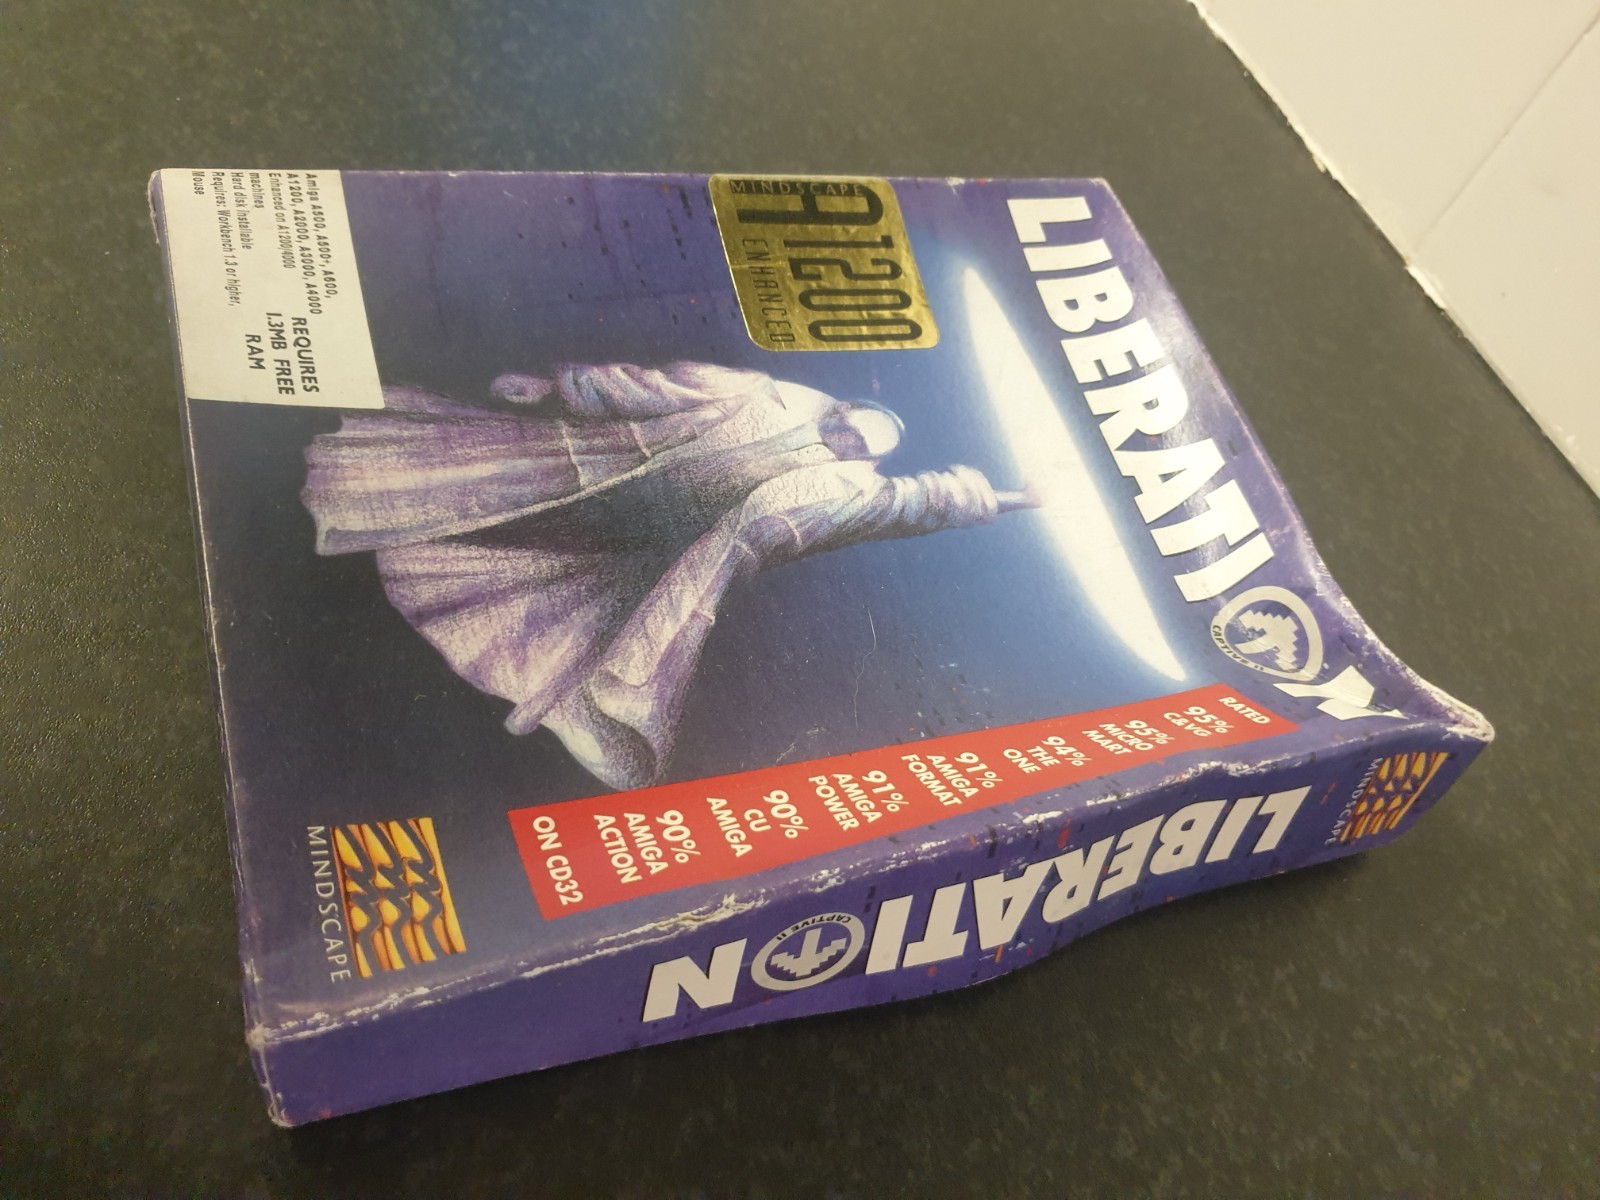 LIBERATION
CAPTIVE II
MINDSCAPE
A1200
ENHANCED
Amiga A500, A500+, A600,
A1200, A2000, A3000, A4000
Enhanced on A1200/4000
machines
Hard disk installable
Requires: Workbench 1.3 or higher,
Mouse
REQUIRES
1.3MB FREE
RAM
RATED
95%
C&VG
95%
MICRO
MART
94%
THE
ONE
91%
AMIGA
FORMAT
91%
AMIGA
POWER
90%
CU
AMIGA
90%
AMIGA
ACTION
ON CD32
MINDSCAPE
MINDSCAPE
LIBERATION
CAPTIVE II